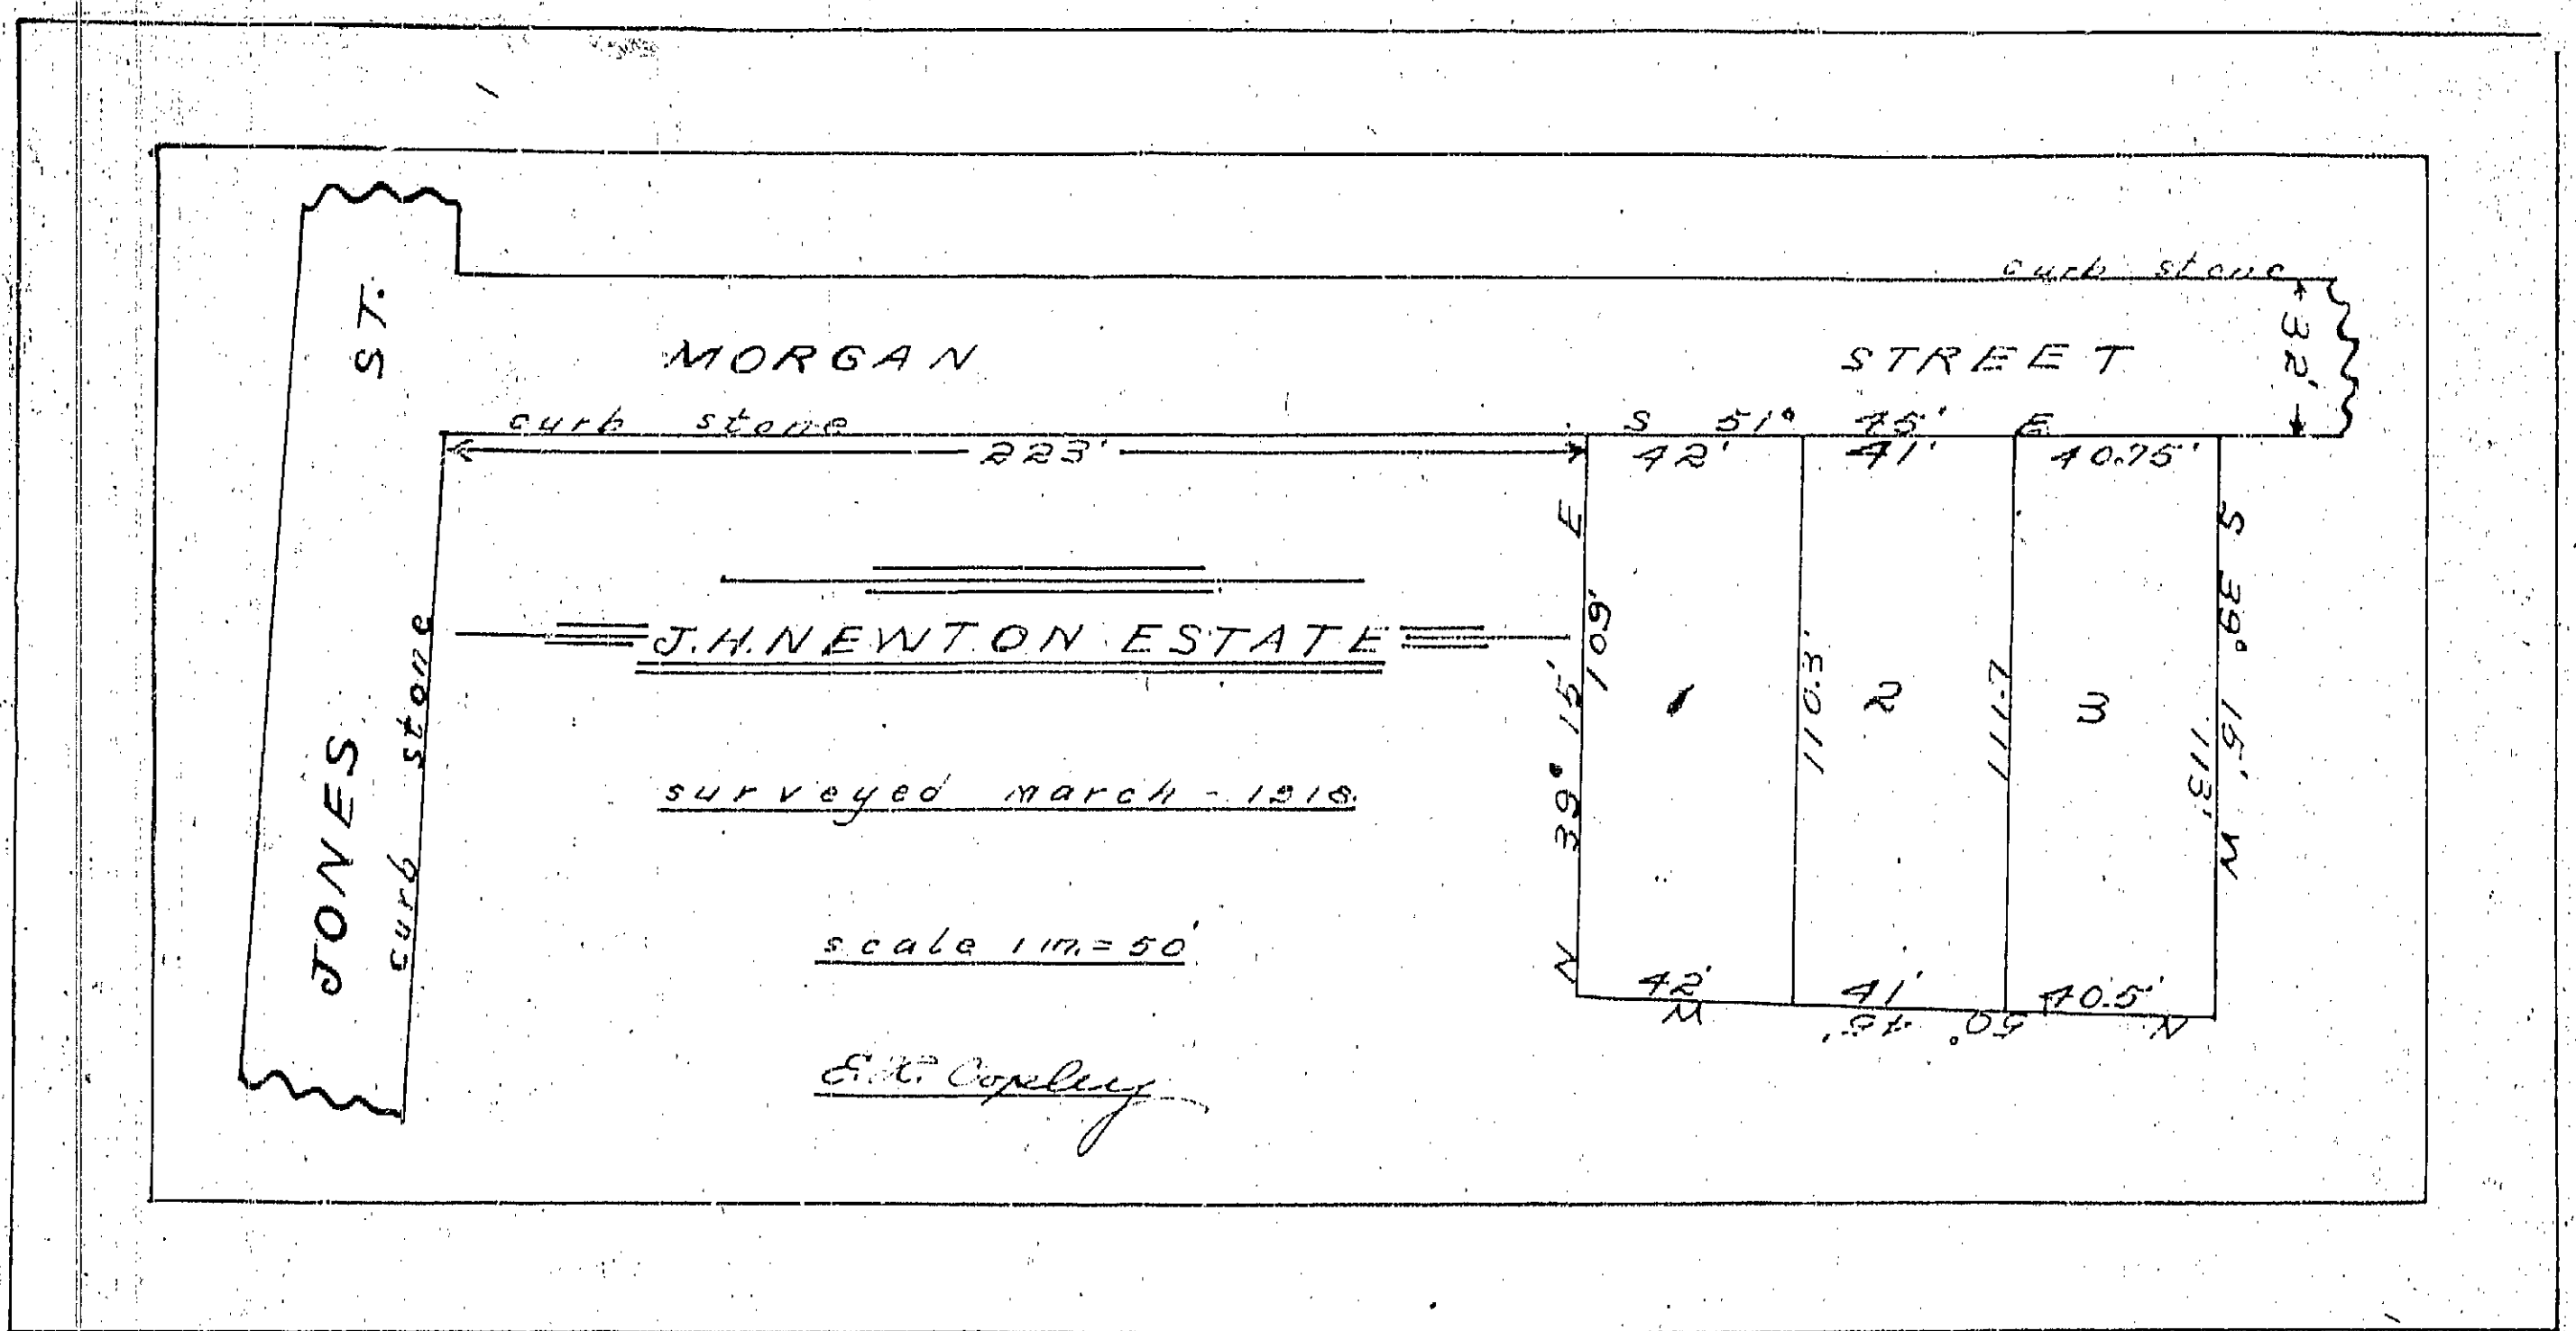 curb stone
32'
ST.
MORGAN STREET
curb stone
S 51° 45' E
223'
42' 41' 40.75'
N 39° 15' E
109'
110.3'
111.7
113'
S 39° 15' W
J.H. NEWTON ESTATE
1 2 3
JONES
curb stone
surveyed march - 1918.
scale 1 in. = 50'
42' 41' 40.5'
N 50° 45' W
Copley